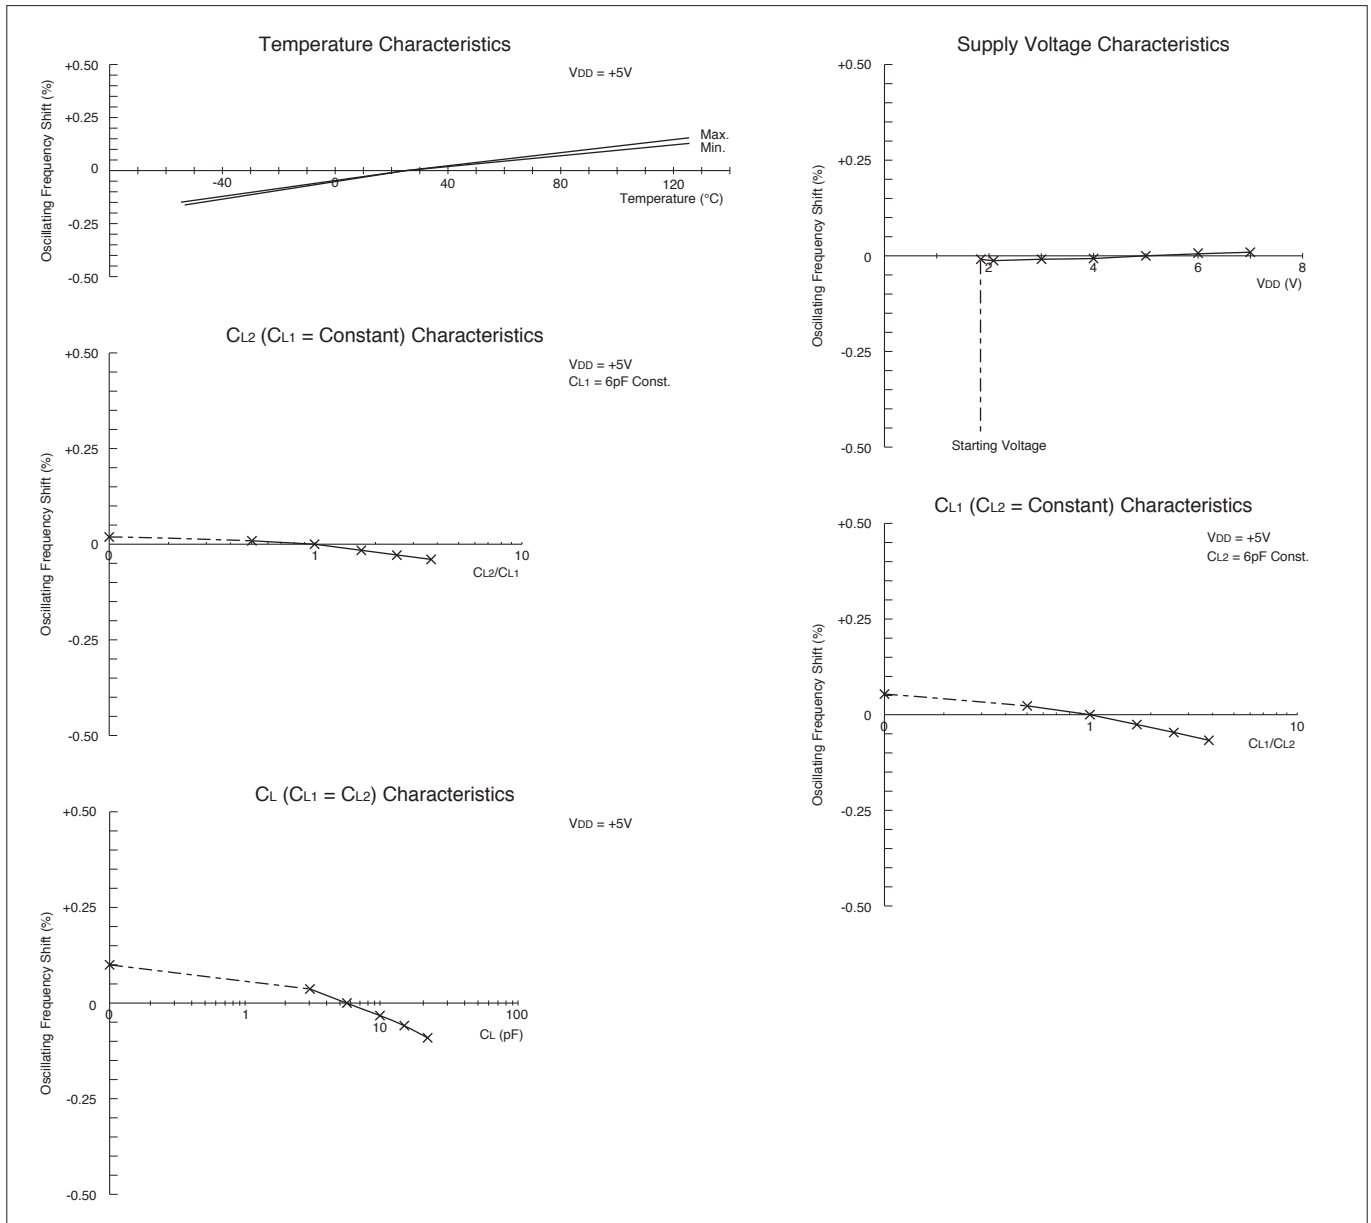 Temperature Characteristics
VDD = +5V
Oscillating Frequency Shift (%)
+0.50
+0.25
0
-0.25
-0.50
-40
0
40
80
120
Max.
Min.
Temperature (°C)
Supply Voltage Characteristics
Oscillating Frequency Shift (%)
+0.50
+0.25
0
-0.25
-0.50
2
4
6
8
VDD (V)
Starting Voltage
CL2 (CL1 = Constant) Characteristics
VDD = +5V
CL1 = 6pF Const.
Oscillating Frequency Shift (%)
+0.50
+0.25
0
-0.25
-0.50
0
1
10
CL2/CL1
CL1 (CL2 = Constant) Characteristics
VDD = +5V
CL2 = 6pF Const.
Oscillating Frequency Shift (%)
+0.50
+0.25
0
-0.25
-0.50
0
1
10
CL1/CL2
CL (CL1 = CL2) Characteristics
VDD = +5V
Oscillating Frequency Shift (%)
+0.50
+0.25
0
-0.25
-0.50
0
1
10
100
CL (pF)